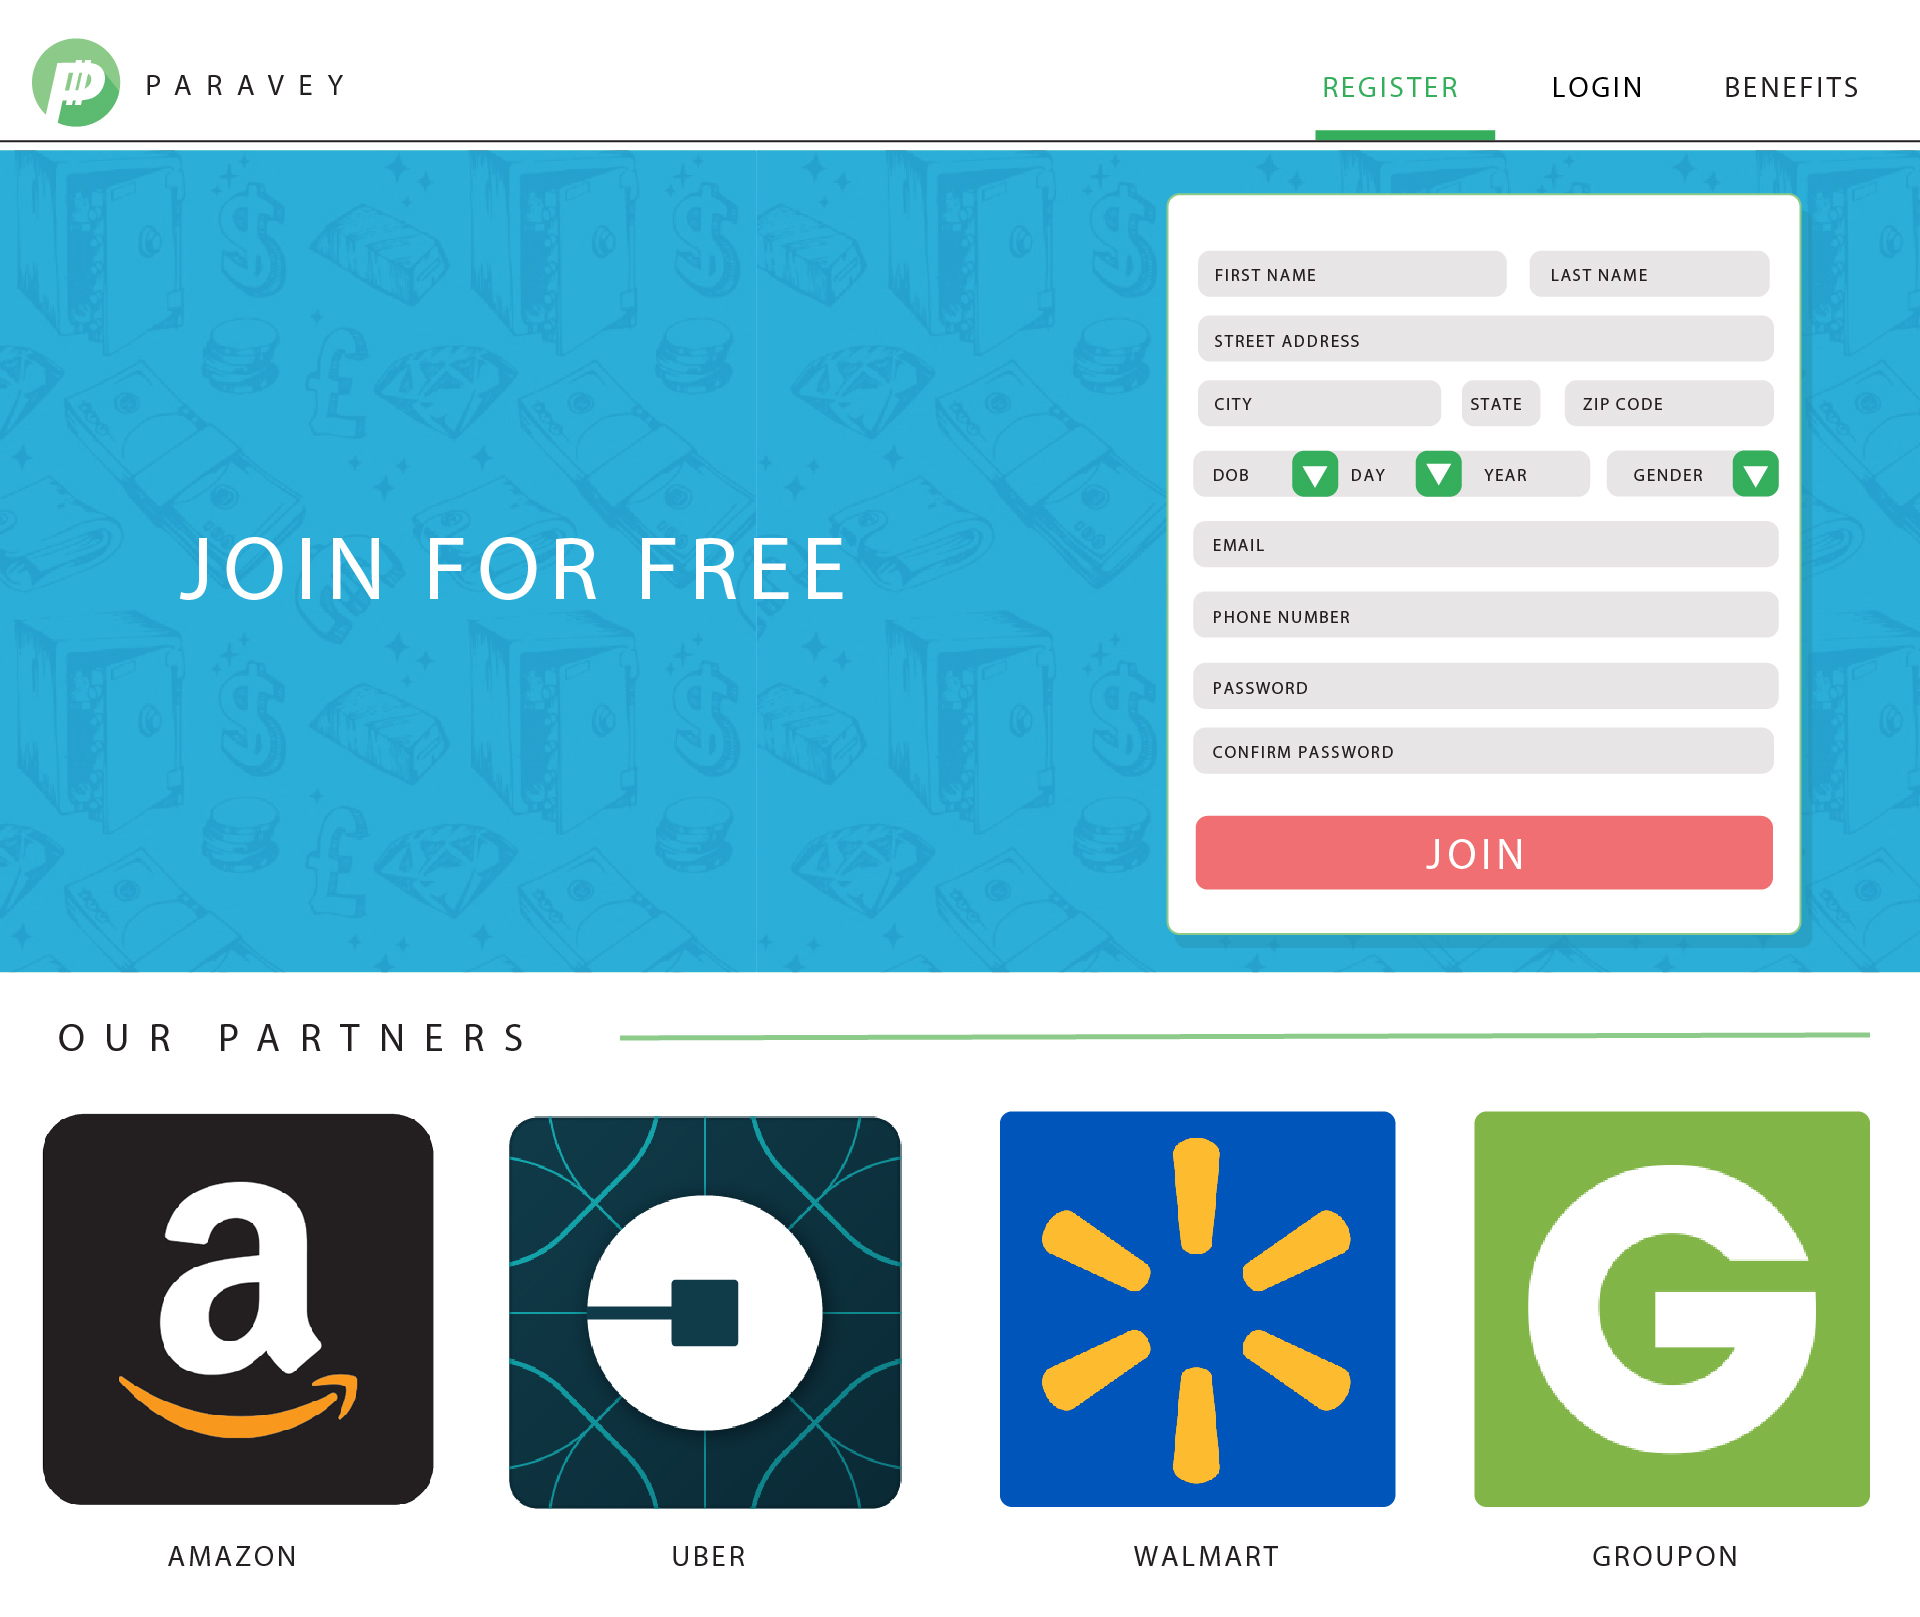 PARAVEY
REGISTER LOGIN BENEFITS
FIRST NAME LAST NAME
STREET ADDRESS
CITY STATE ZIP CODE
DOB DAY YEAR GENDER
EMAIL
JOIN FOR FREE
PHONE NUMBER
PASSWORD
CONFIRM PASSWORD
JOIN
OUR PARTNERS
AMAZON UBER WALMART GROUPON